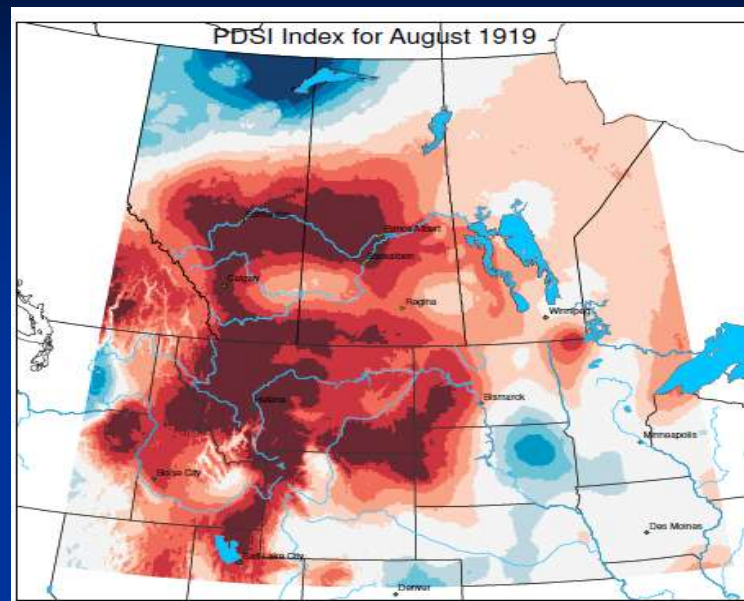 PDSI Index for August 1919
Prince Albert
Saskatoon
Calgary
Regina
Winnipeg
Helena
Bismarck
Minneapolis
Boise City
Des Moines
Salt Lake City
Denver